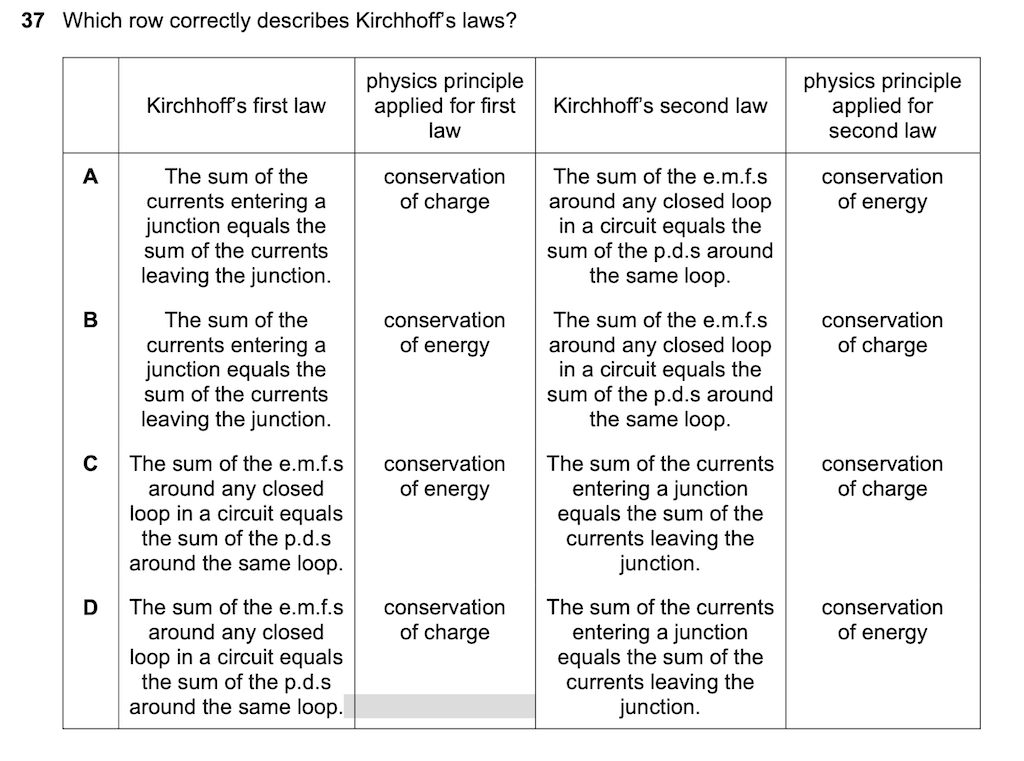 37 Which row correctly describes Kirchhoff's laws?
Kirchhoff's first law
physics principle
applied for first
law
Kirchhoff's second law
physics principle
applied for
second law
A
The sum of the
currents entering a
junction equals the
sum of the currents
leaving the junction.
conservation
of charge
The sum of the e.m.f.s
around any closed loop
in a circuit equals the
sum of the p.d.s around
the same loop.
conservation
of energy
B
The sum of the
currents entering a
junction equals the
sum of the currents
leaving the junction.
conservation
of energy
The sum of the e.m.f.s
around any closed loop
in a circuit equals the
sum of the p.d.s around
the same loop.
conservation
of charge
C
The sum of the e.m.f.s
around any closed
loop in a circuit equals
the sum of the p.d.s
around the same loop.
conservation
of energy
The sum of the currents
entering a junction
equals the sum of the
currents leaving the
junction.
conservation
of charge
D
The sum of the e.m.f.s
around any closed
loop in a circuit equals
the sum of the p.d.s
around the same loop.
conservation
of charge
The sum of the currents
entering a junction
equals the sum of the
currents leaving the
junction.
conservation
of energy